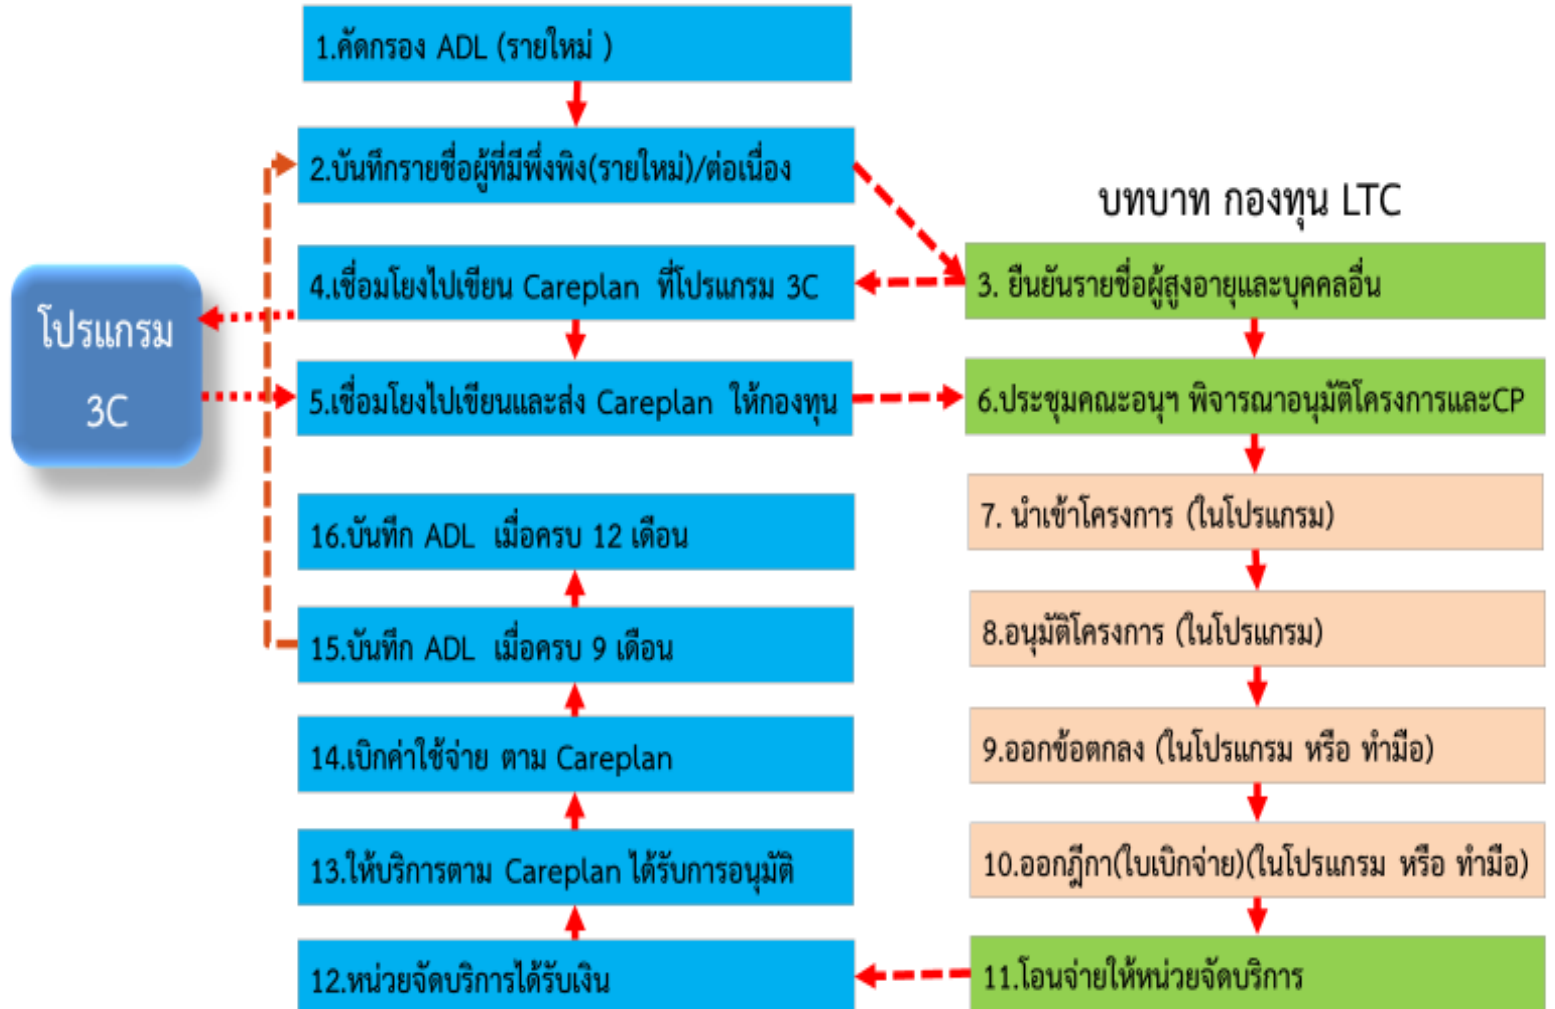 1.คัดกรอง ADL (รายใหม่ )
2.บันทึกรายชื่อผู้ที่มีพึ่งพิง(รายใหม่)/ต่อเนื่อง
บทบาท กองทุน LTC
3. ยืนยันรายชื่อผู้สูงอายุและบุคคลอื่น
4.เชื่อมโยงไปเขียน Careplan ที่โปรแกรม 3C
โปรแกรม
3C
5.เชื่อมโยงไปเขียนและส่ง Careplan ให้กองทุน
6.ประชุมคณะอนุฯ พิจารณาอนุมัติโครงการและCP
7. นำเข้าโครงการ (ในโปรแกรม)
8.อนุมัติโครงการ (ในโปรแกรม)
9.ออกข้อตกลง (ในโปรแกรม หรือ ทำมือ)
10.ออกฎีกา(ใบเบิกจ่าย)(ในโปรแกรม หรือ ทำมือ)
11.โอนจ่ายให้หน่วยจัดบริการ
12.หน่วยจัดบริการได้รับเงิน
13.ให้บริการตาม Careplan ได้รับการอนุมัติ
14.เบิกค่าใช้จ่าย ตาม Careplan
15.บันทึก ADL เมื่อครบ 9 เดือน
16.บันทึก ADL เมื่อครบ 12 เดือน